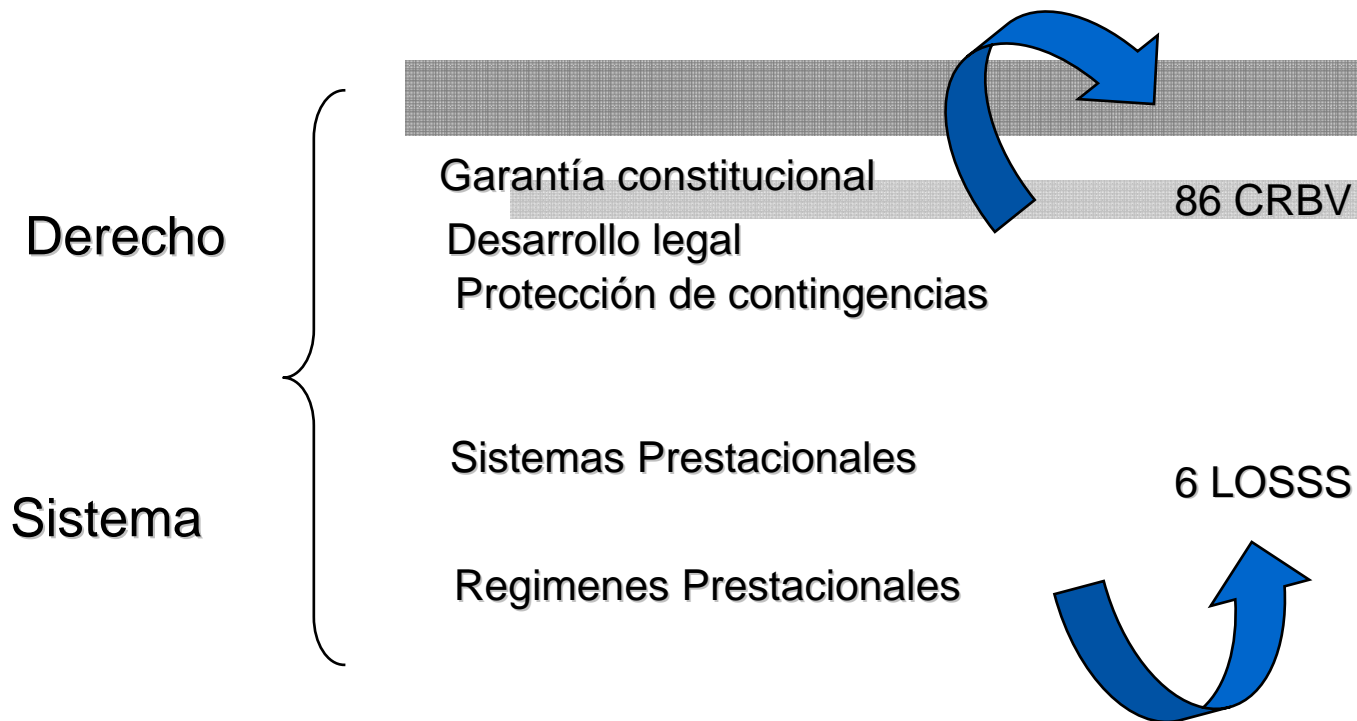 Garantía constitucional
86 CRBV
Derecho
Desarrollo legal
Protección de contingencias
Sistemas Prestacionales
6 LOSSS
Sistema
Regimenes Prestacionales